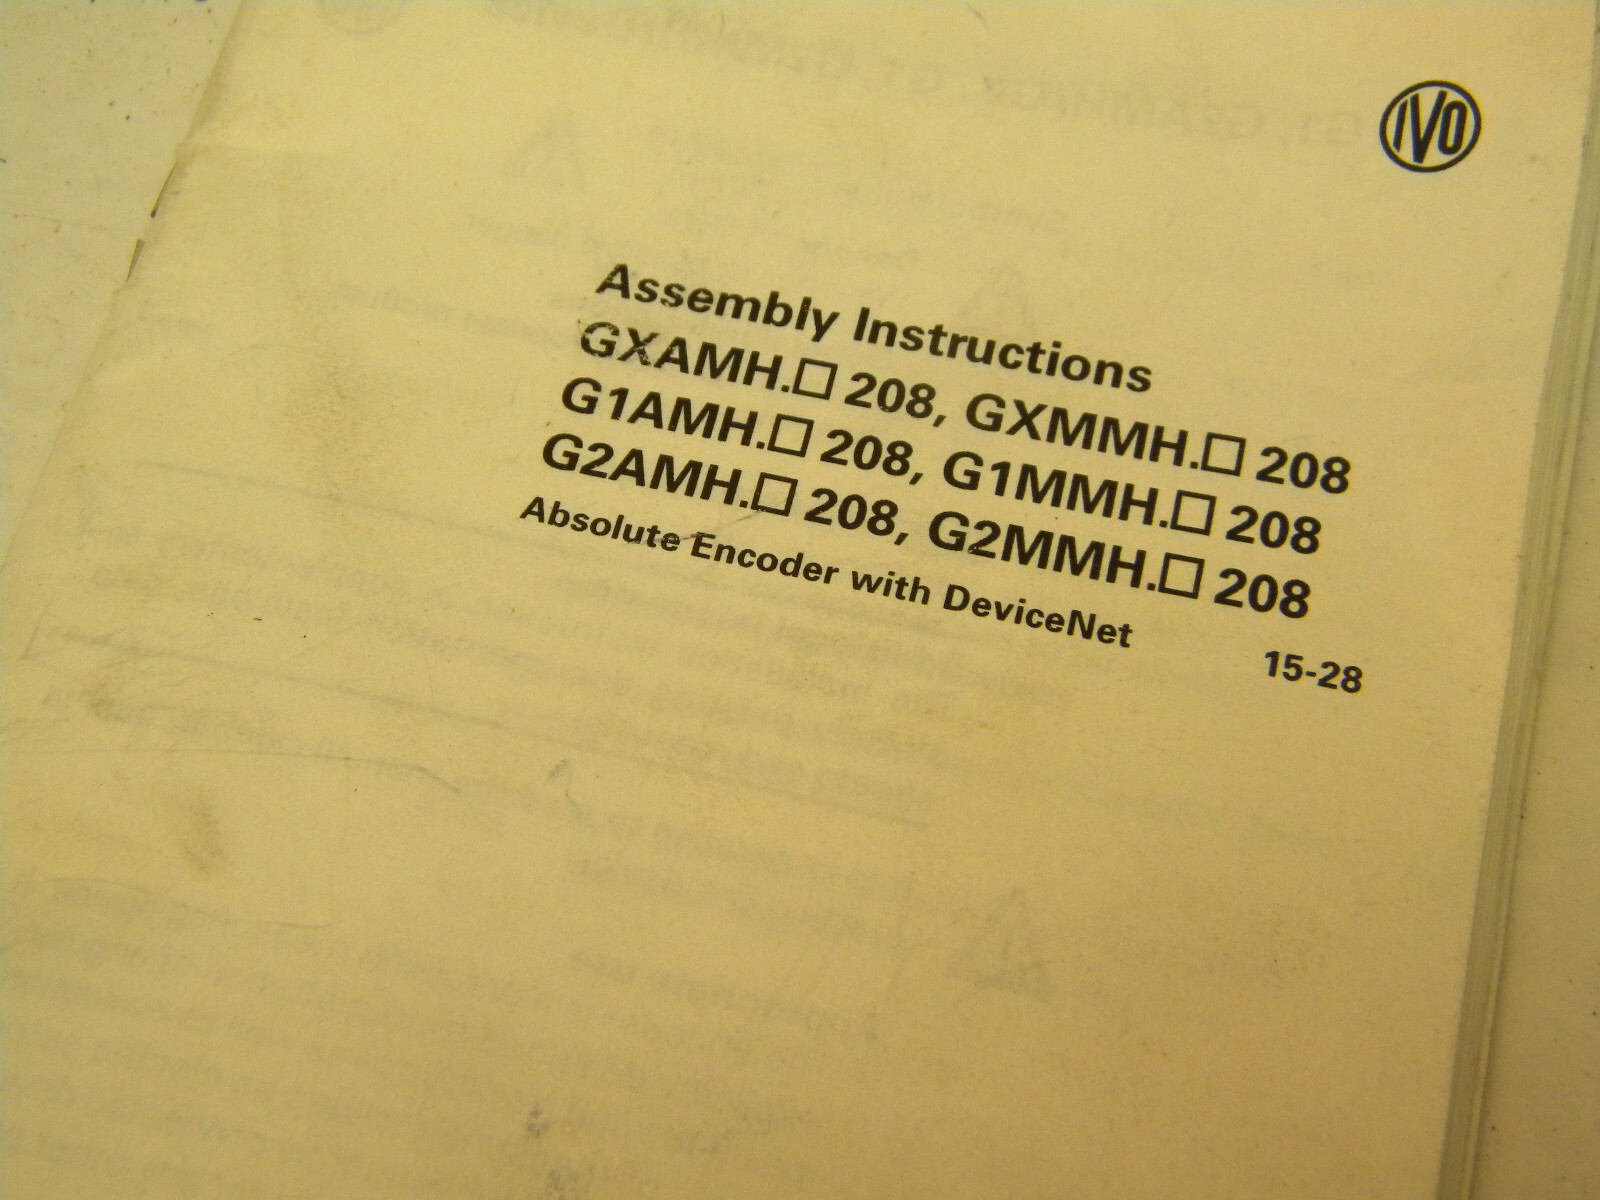 IVO
Assembly Instructions
GXAMH.□ 208, GXMMH.□ 208
G1AMH.□ 208, G1MMH.□ 208
G2AMH.□ 208, G2MMH.□ 208
Absolute Encoder with DeviceNet
15-28